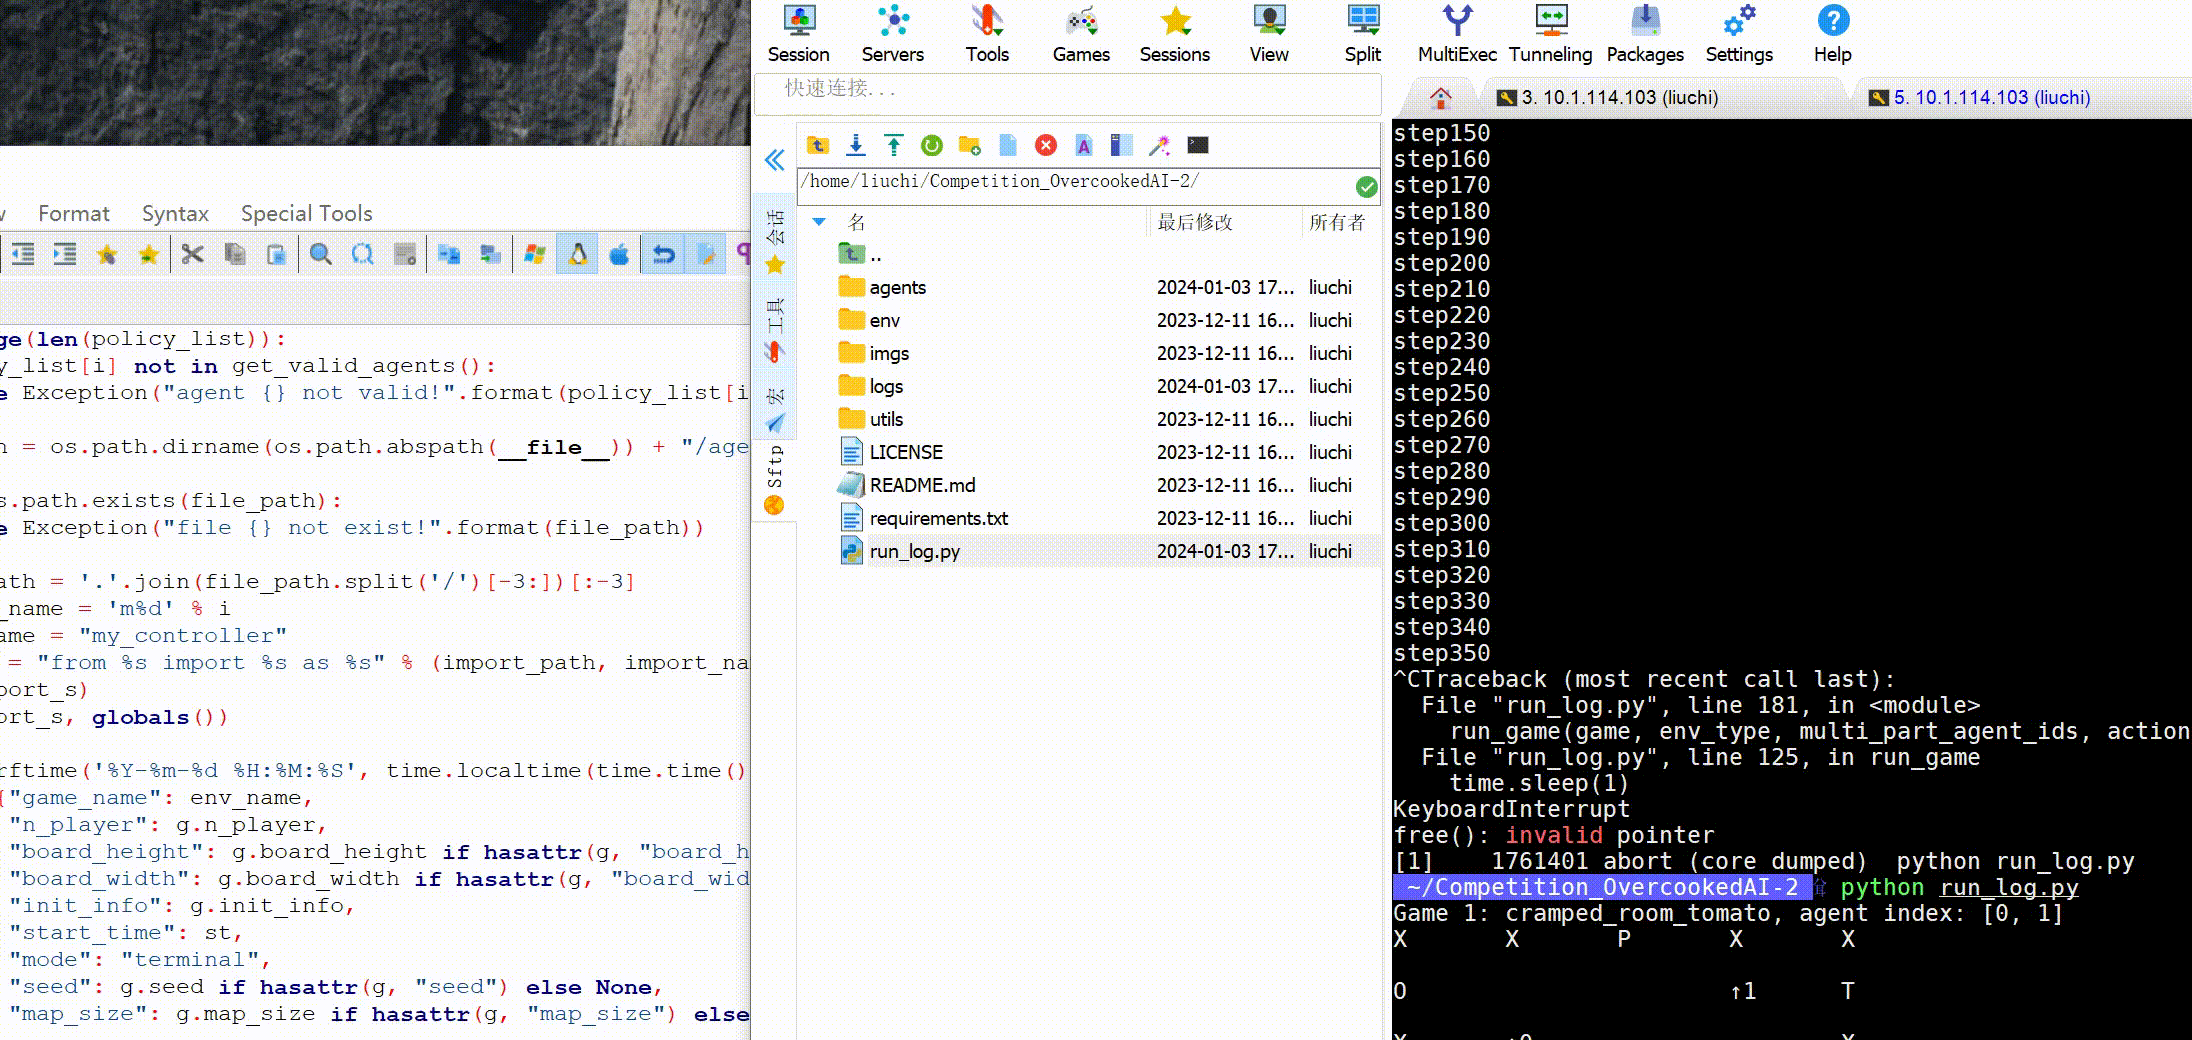 Session
Servers
Tools
Games
Sessions
View
Split
MultiExec
Tunneling
Packages
Settings
Help
快速连接...
3. 10.1.114.103 (liuchi)
5. 10.1.114.103 (liuchi)
Format
Syntax
Special Tools
ge(len(policy_list)):
y_list[i] not in get_valid_agents():
e Exception("agent {} not valid!".format(policy_list[i
h = os.path.dirname(os.path.abspath(__file__)) + "/age
s.path.exists(file_path):
e Exception("file {} not exist!".format(file_path))
ath = '.'.join(file_path.split('/')[-3:])[:-3]
_name = 'm%d' % i
ame = "my_controller"
= "from %s import %s as %s" % (import_path, import_na
port_s)
ort_s, globals())
rftime('%Y-%m-%d %H:%M:%S', time.localtime(time.time()
{"game_name": env_name,
"n_player": g.n_player,
"board_height": g.board_height if hasattr(g, "board_h
"board_width": g.board_width if hasattr(g, "board_wid
"init_info": g.init_info,
"start_time": st,
"mode": "terminal",
"seed": g.seed if hasattr(g, "seed") else None,
"map_size": g.map_size if hasattr(g, "map_size") else
会话
工具
宏
Sftp
/home/liuchi/Competition_OvercookedAI-2/
名 最后修改 所有者
..
agents 2024-01-03 17... liuchi
env 2023-12-11 16... liuchi
imgs 2023-12-11 16... liuchi
logs 2024-01-03 17... liuchi
utils 2023-12-11 16... liuchi
LICENSE 2023-12-11 16... liuchi
README.md 2023-12-11 16... liuchi
requirements.txt 2023-12-11 16... liuchi
run_log.py 2024-01-03 17... liuchi
step150
step160
step170
step180
step190
step200
step210
step220
step230
step240
step250
step260
step270
step280
step290
step300
step310
step320
step330
step340
step350
^CTraceback (most recent call last):
File "run_log.py", line 181, in <module>
run_game(game, env_type, multi_part_agent_ids, action
File "run_log.py", line 125, in run_game
time.sleep(1)
KeyboardInterrupt
free(): invalid pointer
[1] 1761401 abort (core dumped) python run_log.py
~/Competition_OvercookedAI-2 python run_log.py
Game 1: cramped_room_tomato, agent index: [0, 1]
X X P X X
O ↑1 T